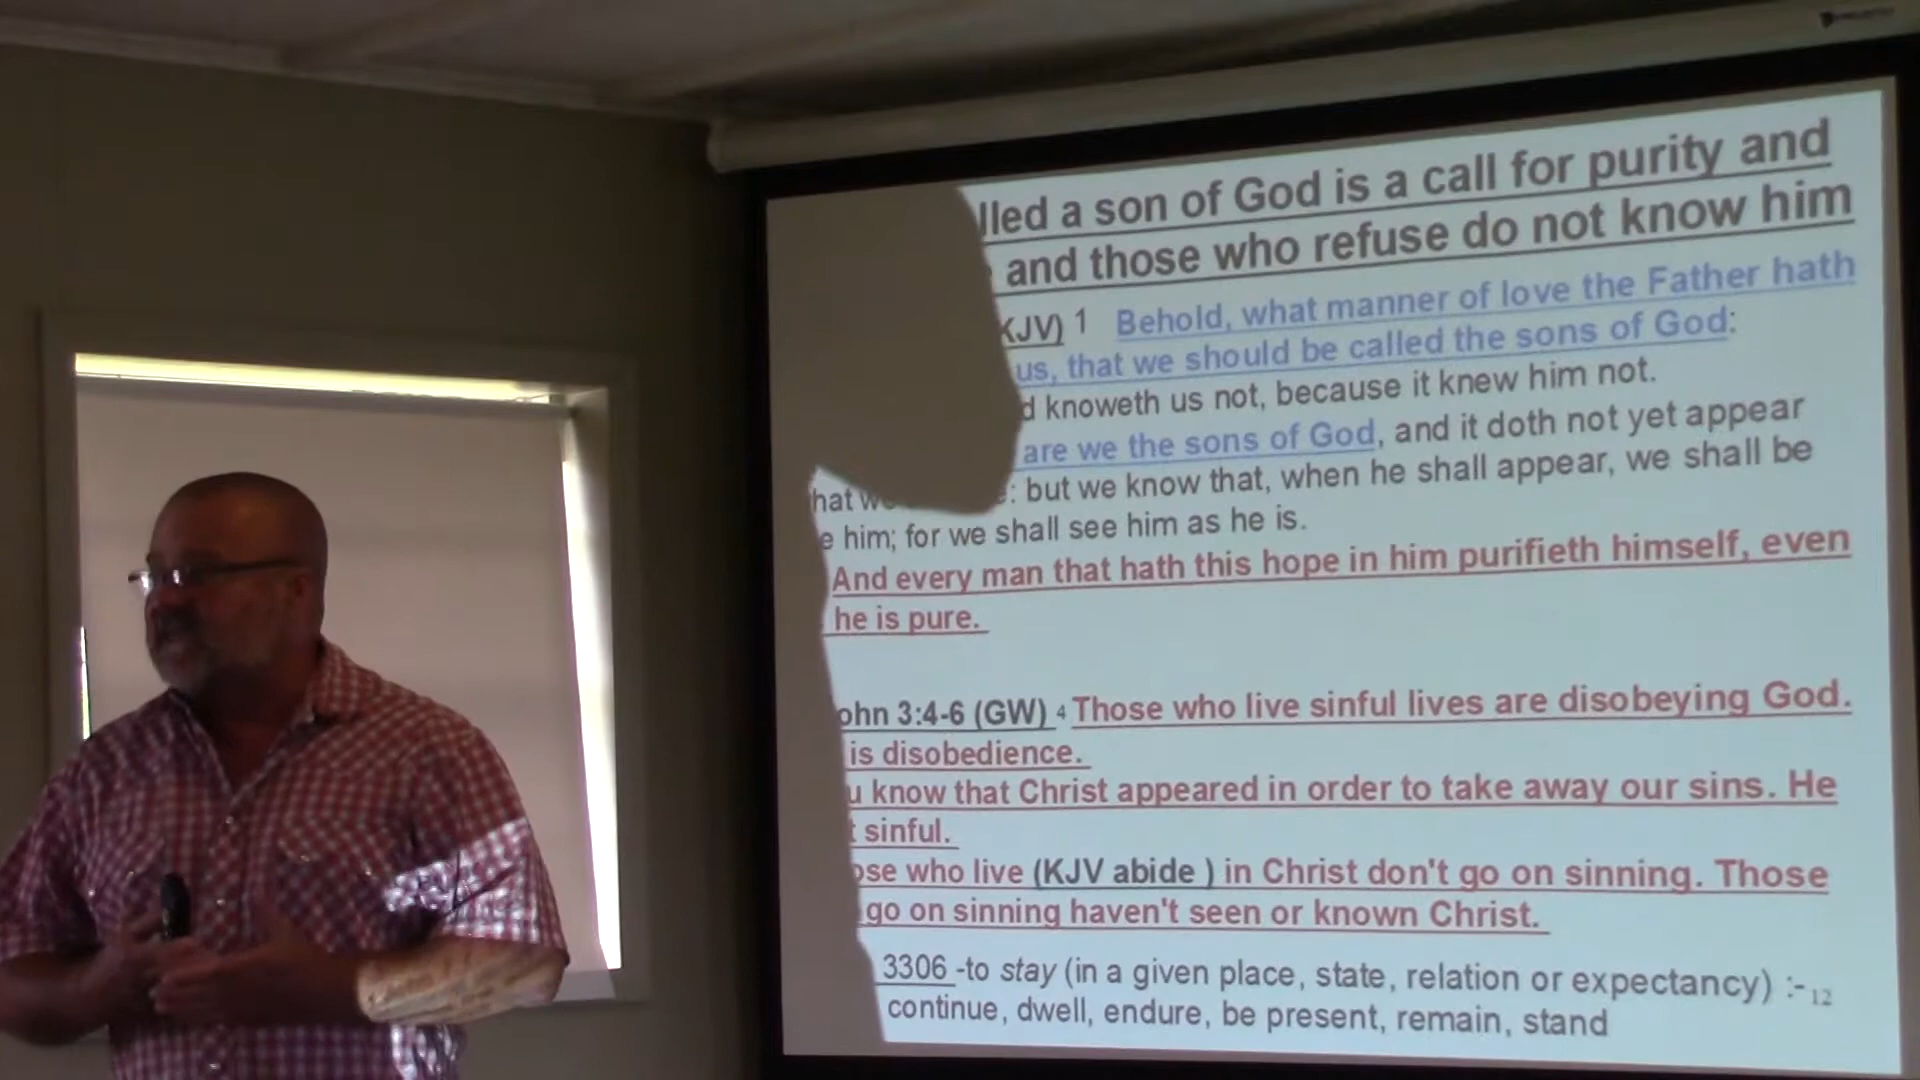 lled a son of God is a call for purity and
and those who refuse do not know him
KJV) 1 Behold, what manner of love the Father hath
us, that we should be called the sons of God:
d knoweth us not, because it knew him not.
are we the sons of God, and it doth not yet appear
hat w : but we know that, when he shall appear, we shall be
e him; for we shall see him as he is.
And every man that hath this hope in him purifieth himself, even
he is pure.
ohn 3:4-6 (GW) 4 Those who live sinful lives are disobeying God.
is disobedience.
u know that Christ appeared in order to take away our sins. He
t sinful.
ose who live (KJV abide ) in Christ don't go on sinning. Those
go on sinning haven't seen or known Christ.
3306 -to stay (in a given place, state, relation or expectancy) :-
continue, dwell, endure, be present, remain, stand
12